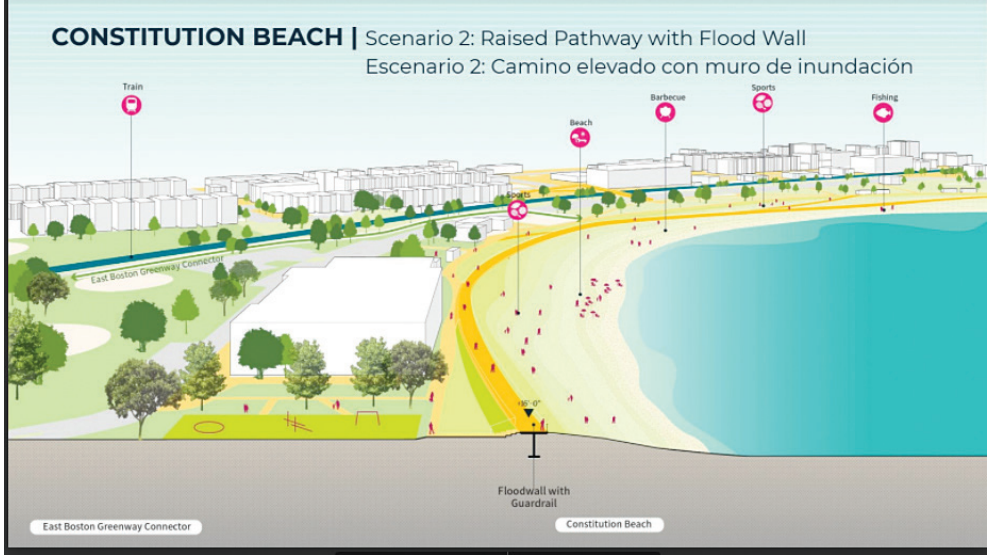 CONSTITUTION BEACH | Scenario 2: Raised Pathway with Flood Wall
Escenario 2: Camino elevado con muro de inundación
Train
Beach
Barbecue
Sports
Fishing
Sports
East Boston Greenway Connector
+16'-0"
Floodwall with
Guardrail
East Boston Greenway Connector
Constitution Beach